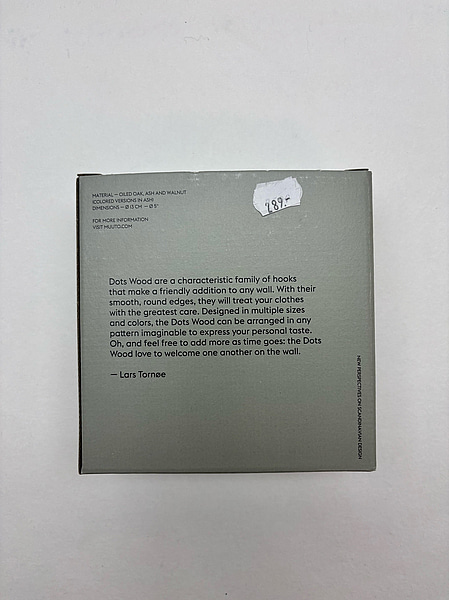 MATERIAL — OILED OAK, ASH AND WALNUT
(COLORED VERSIONS IN ASH)
DIMENSIONS — Ø 13 CM — Ø 5"
FOR MORE INFORMATION
VISIT MUUTO.COM
289.-
Dots Wood are a characteristic family of hooks
that make a friendly addition to any wall. With their
smooth, round edges, they will treat your clothes
with the greatest care. Designed in multiple sizes
and colors, the Dots Wood can be arranged in any
pattern imaginable to express your personal taste.
Oh, and feel free to add more as time goes: the Dots
Wood love to welcome one another on the wall.
— Lars Tornøe
NEW PERSPECTIVES ON SCANDINAVIAN DESIGN